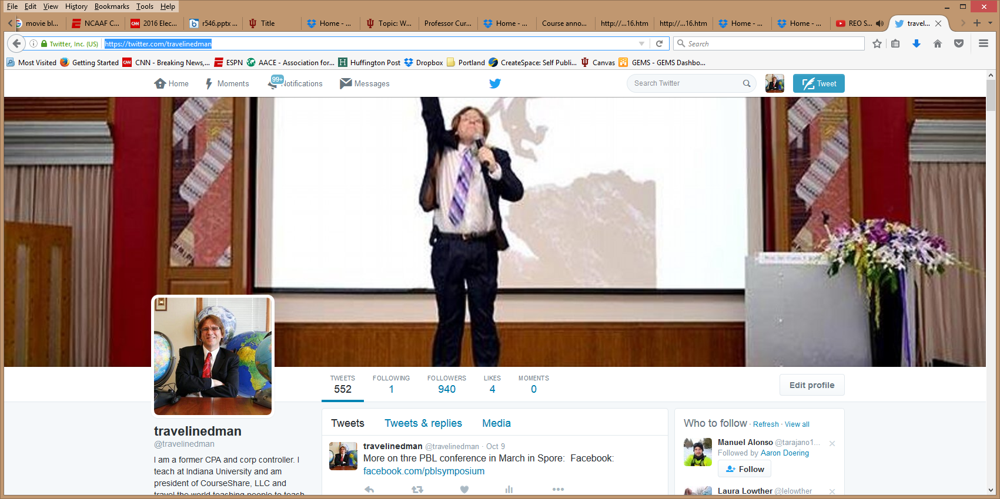 File Edit View History Bookmarks Tools Help
movie bl... NCAAF C... 2016 Elec... r546.pptx ... Title Home - ... Topic: W... Professor Cur... Home - ... Course anno... http:/...16.htm http:/...16.htm Home - ... Home - ... REO S... travel...
Twitter, Inc. (US) https://twitter.com/travelinedman Search
Most Visited Getting Started CNN - Breaking News,... ESPN AACE - Association for... Huffington Post Dropbox Portland CreateSpace: Self Publi... Canvas GEMS - GEMS Dashbo...
Home Moments 99+ Notifications Messages Search Twitter Tweet
TWEETS FOLLOWING FOLLOWERS LIKES MOMENTS
552 1 940 4 0 Edit profile
travelinedman
@travelinedman
I am a former CPA and corp controller. I
teach at Indiana University and am
president of CourseShare, LLC and
travel the world teaching people to teach
Tweets Tweets & replies Media
travelinedman @travelinedman · Oct 9
More on thre PBL conference in March in Spore: Facebook:
facebook.com/pblsymposium
Who to follow · Refresh · View all
Manuel Alonso @tarajano1...
Followed by Aaron Doering
Follow
Laura Lowther @lelowther